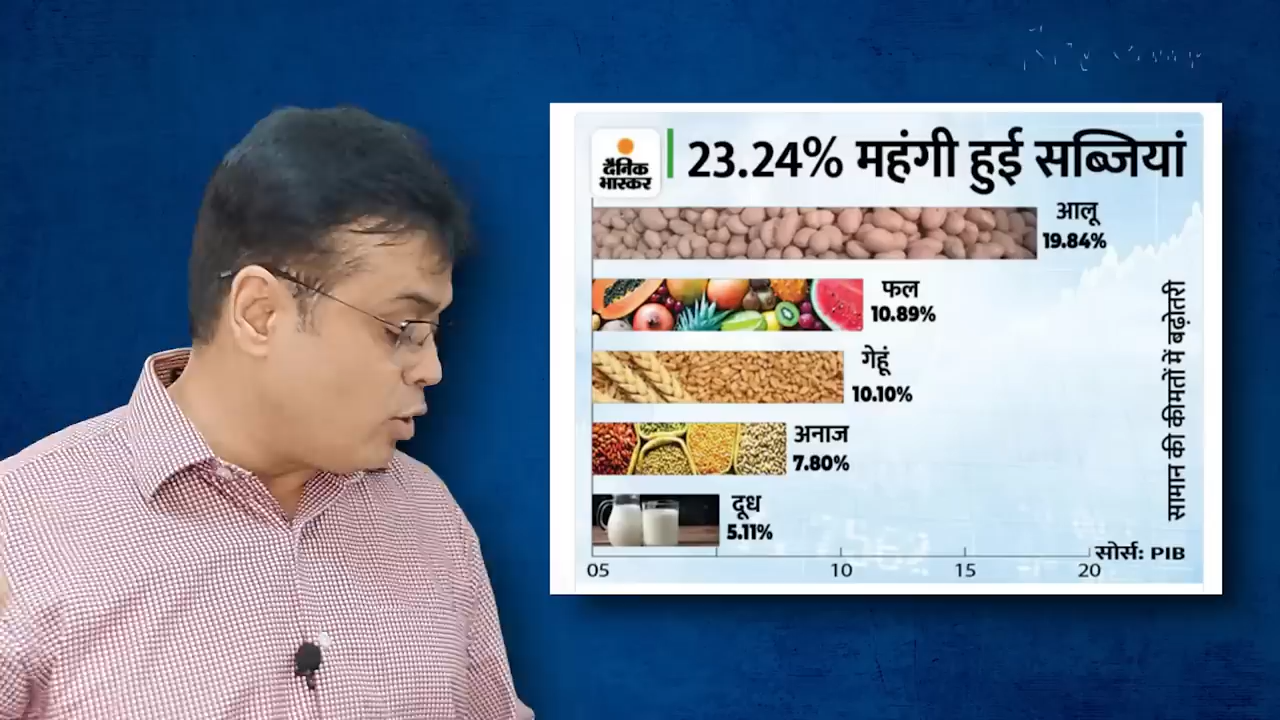 दैनिक
भास्कर
23.24% महंगी हुई सब्जियां
आलू
19.84%
फल
10.89%
गेहूं
10.10%
अनाज
7.80%
दूध
5.11%
सामान की कीमतों में बढ़ोतरी
सोर्स: PIB
05 10 15 20